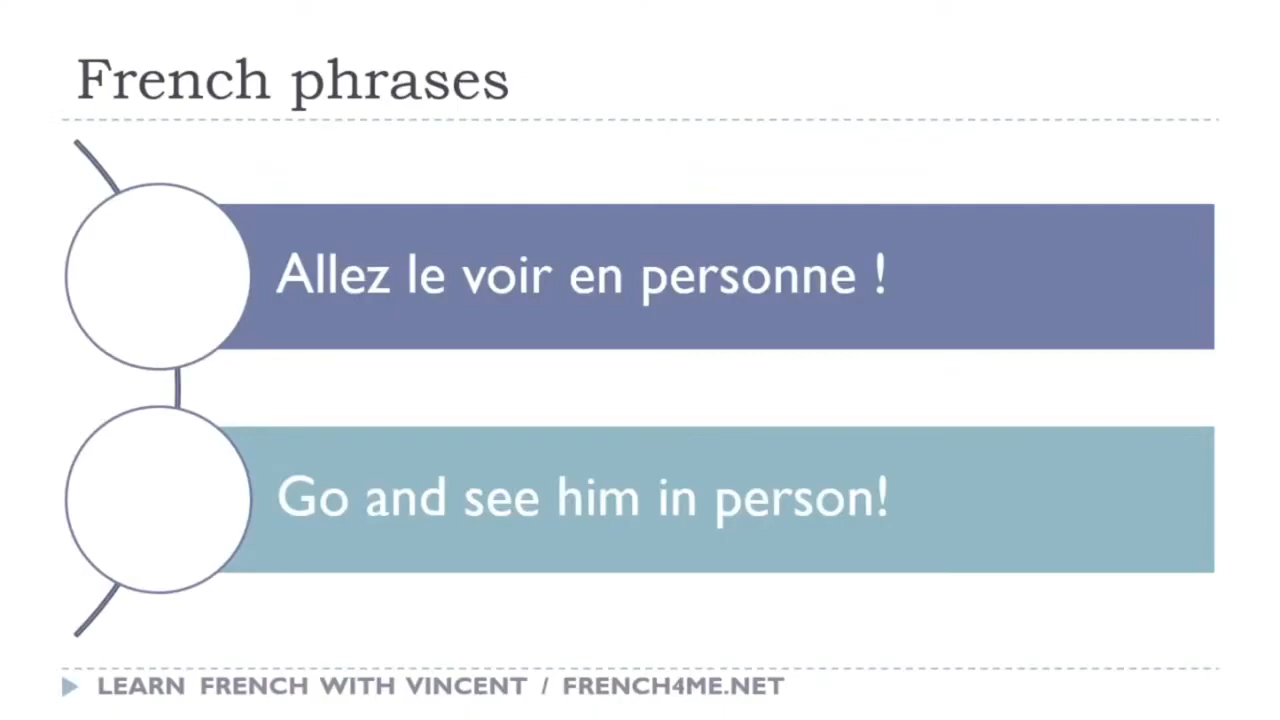 French phrases
Allez le voir en personne !
Go and see him in person!
LEARN FRENCH WITH VINCENT / FRENCH4ME.NET